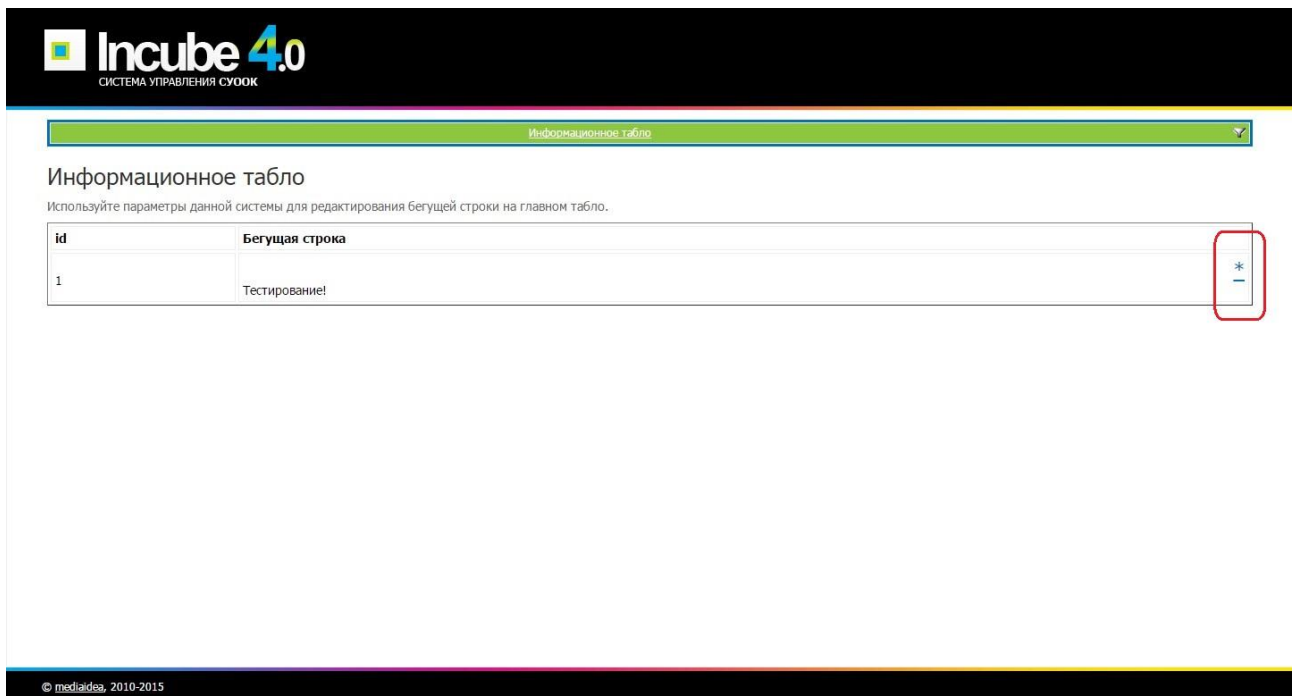 Incube 4.0
СИСТЕМА УПРАВЛЕНИЯ СУООК
Информационное табло
Информационное табло
Используйте параметры данной системы для редактирования бегущей строки на главном табло.
id Бегущая строка
*
1
—
Тестирование!
© mediaidea, 2010-2015